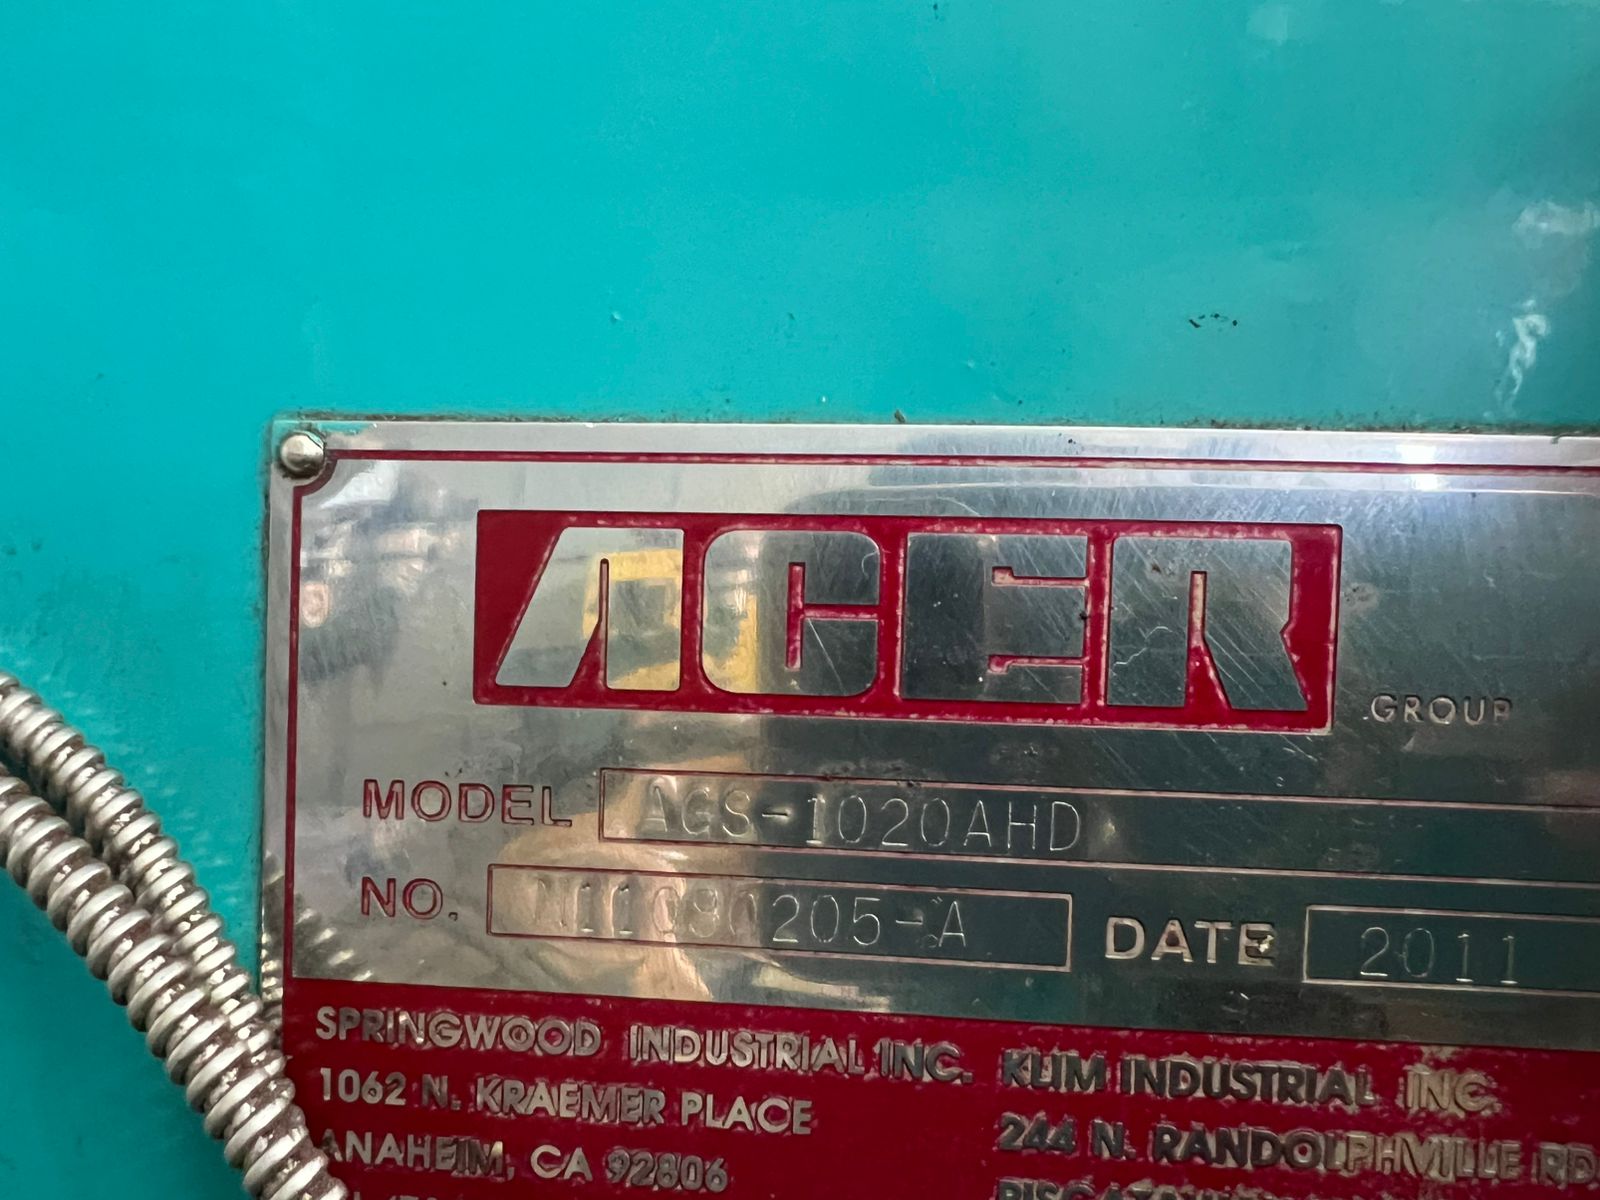 ACER GROUP
MODEL AGS-1020AHD
NO. N11080205-A DATE 2011
SPRINGWOOD INDUSTRIAL INC. KLIM INDUSTRIAL INC.
1062 N. KRAEMER PLACE 244 N. RANDOLPHVILLE RD
ANAHEIM, CA 92806